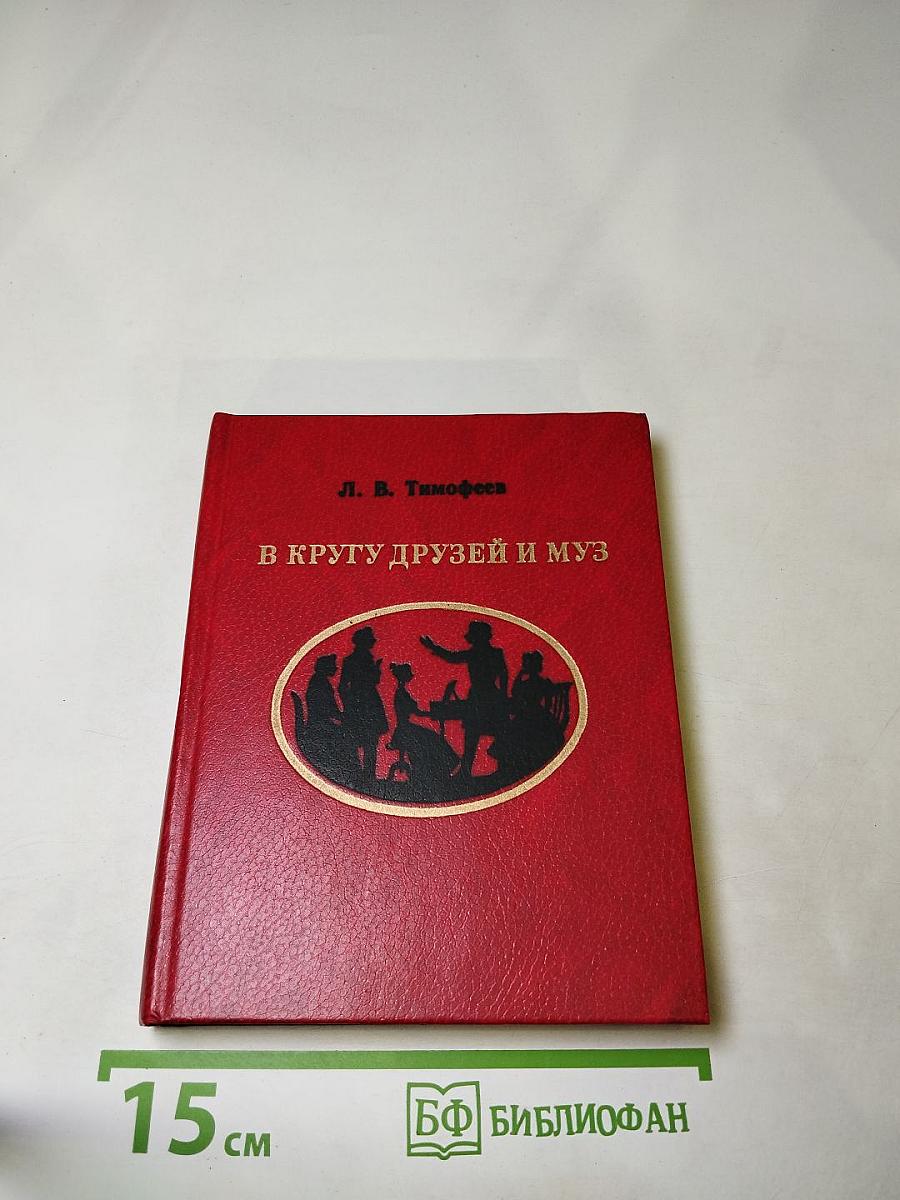 Л. В. Тимофеев
В КРУГУ ДРУЗЕЙ И МУЗ
15 см
БФ БИБЛИОФАН